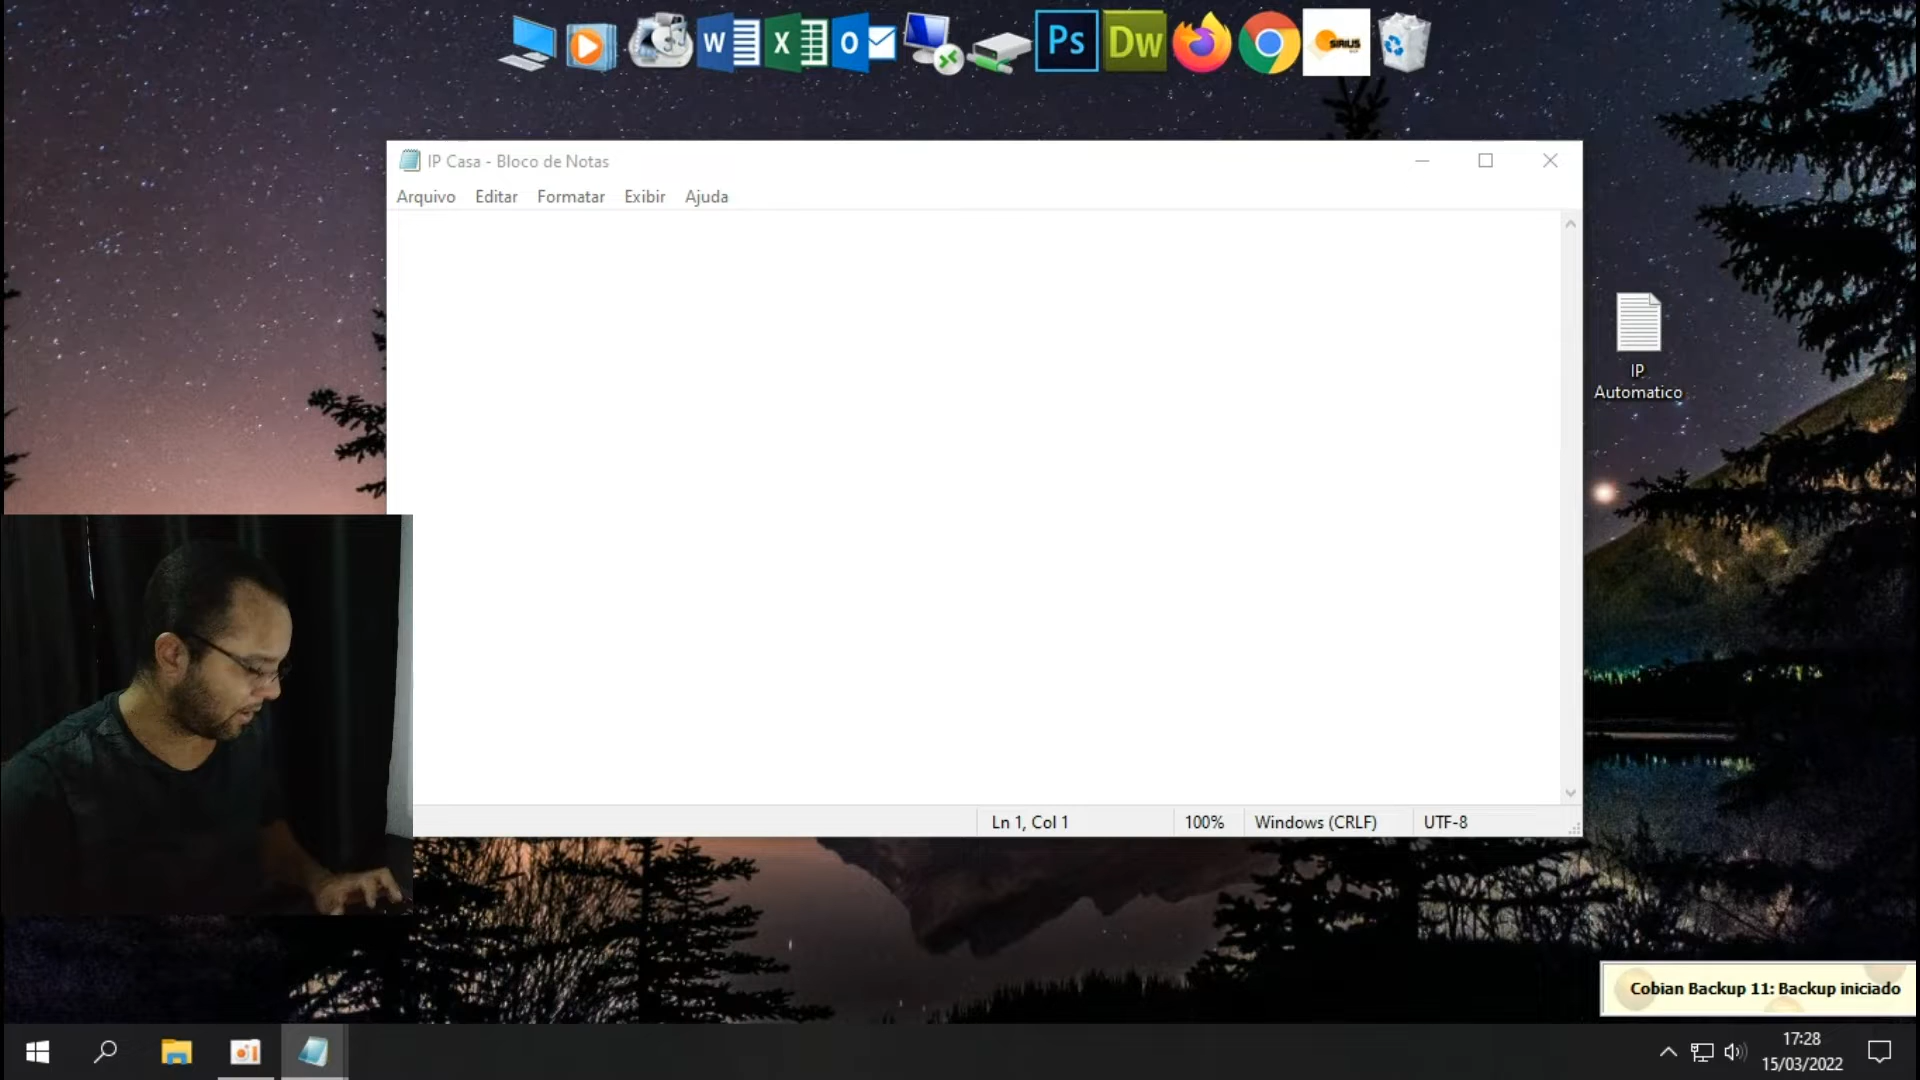 W
X
O
Ps
Dw
SIRIUS
IP Casa - Bloco de Notas
Arquivo Editar Formatar Exibir Ajuda
IP
Automatico
Ln 1, Col 1 100% Windows (CRLF) UTF-8
Cobian Backup 11: Backup iniciado
17:28
15/03/2022